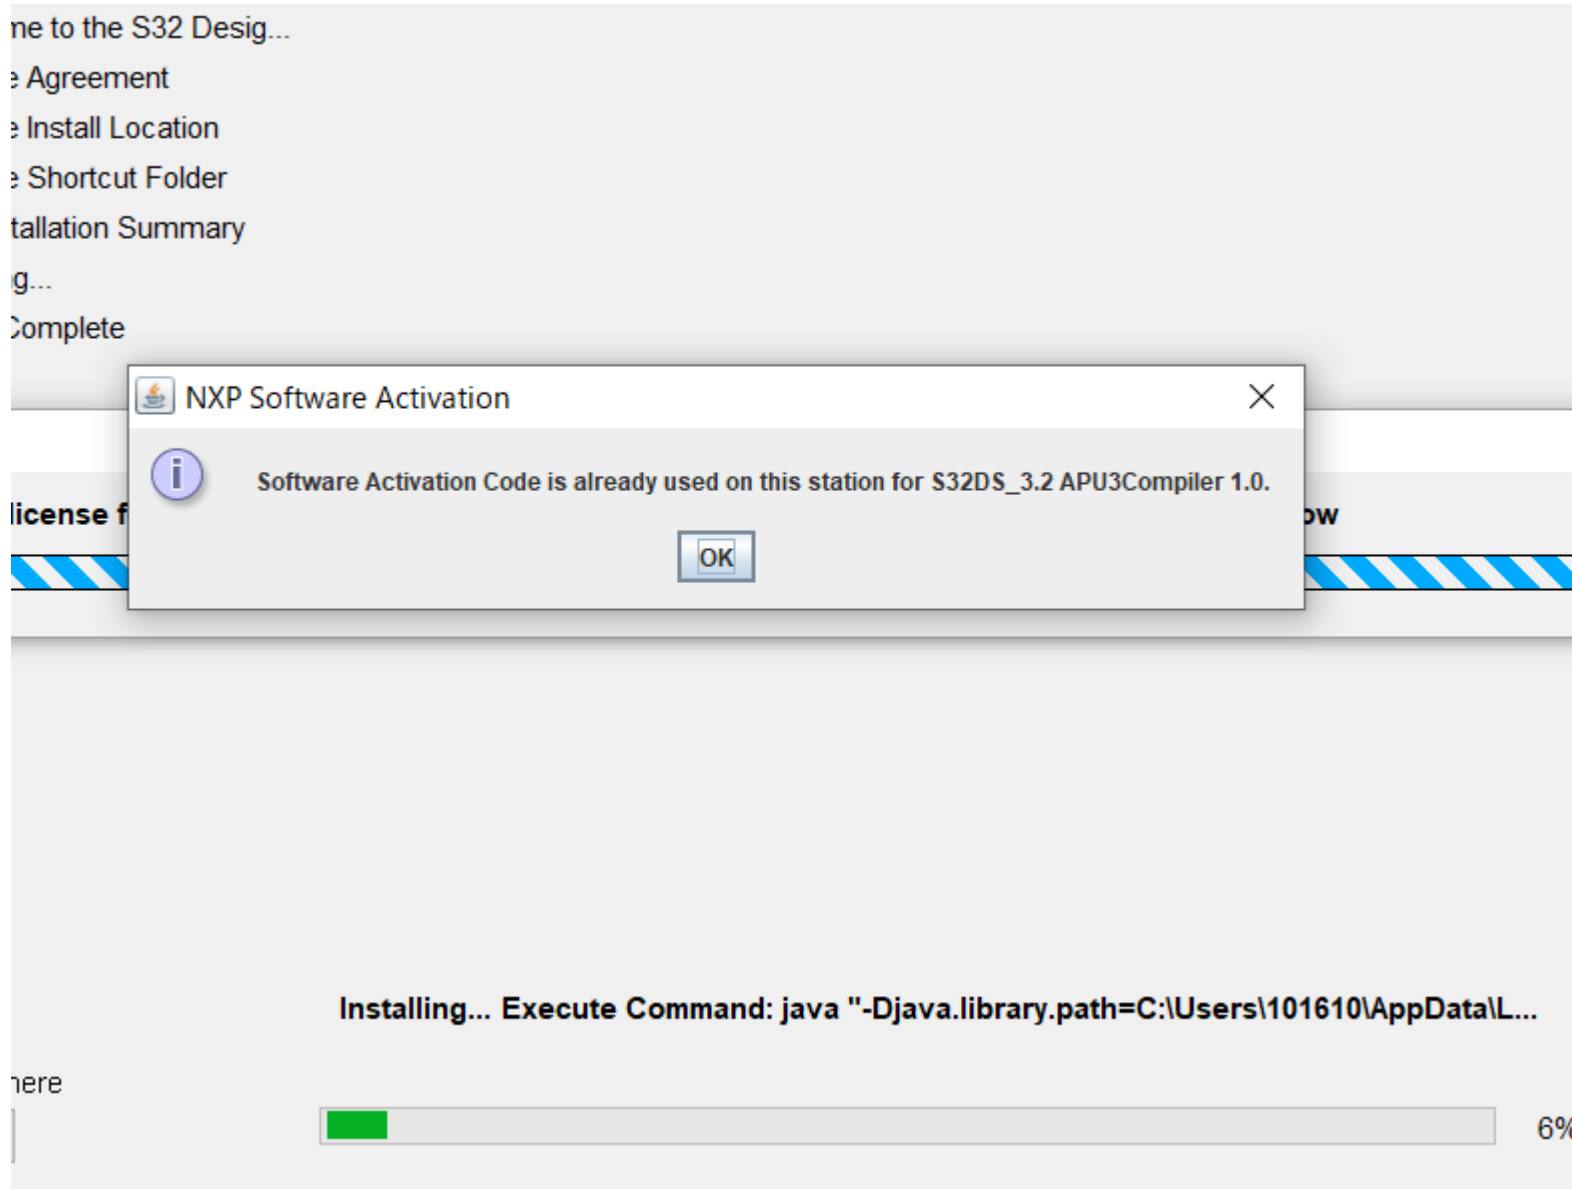 me to the S32 Desig...
e Agreement
e Install Location
e Shortcut Folder
tallation Summary
g...
Complete
NXP Software Activation
Software Activation Code is already used on this station for S32DS_3.2 APU3Compiler 1.0.
license f
ow
OK
Installing... Execute Command: java "-Djava.library.path=C:\Users\101610\AppData\L...
here
6%